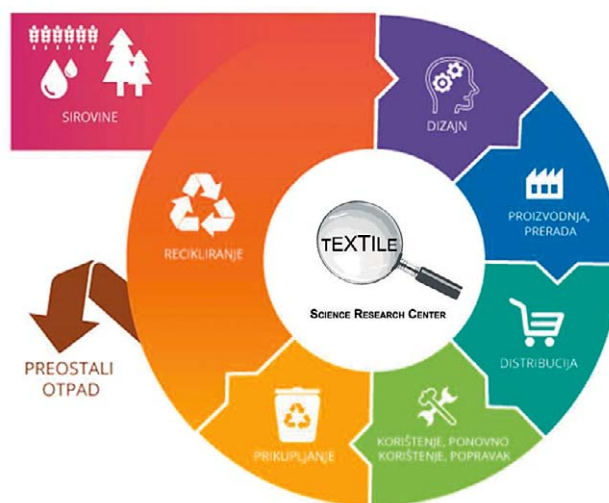 SIROVINE
DIZAJN
PROIZVODNJA,
PRERADA
DISTRIBUCIJA
KORIŠTENJE, PONOVNO
KORIŠTENJE, POPRAVAK
PRIKUPLJANJE
RECIKLIRANJE
PREOSTALI
OTPAD
tEXTILE
SCIENCE RESEARCH CENTER